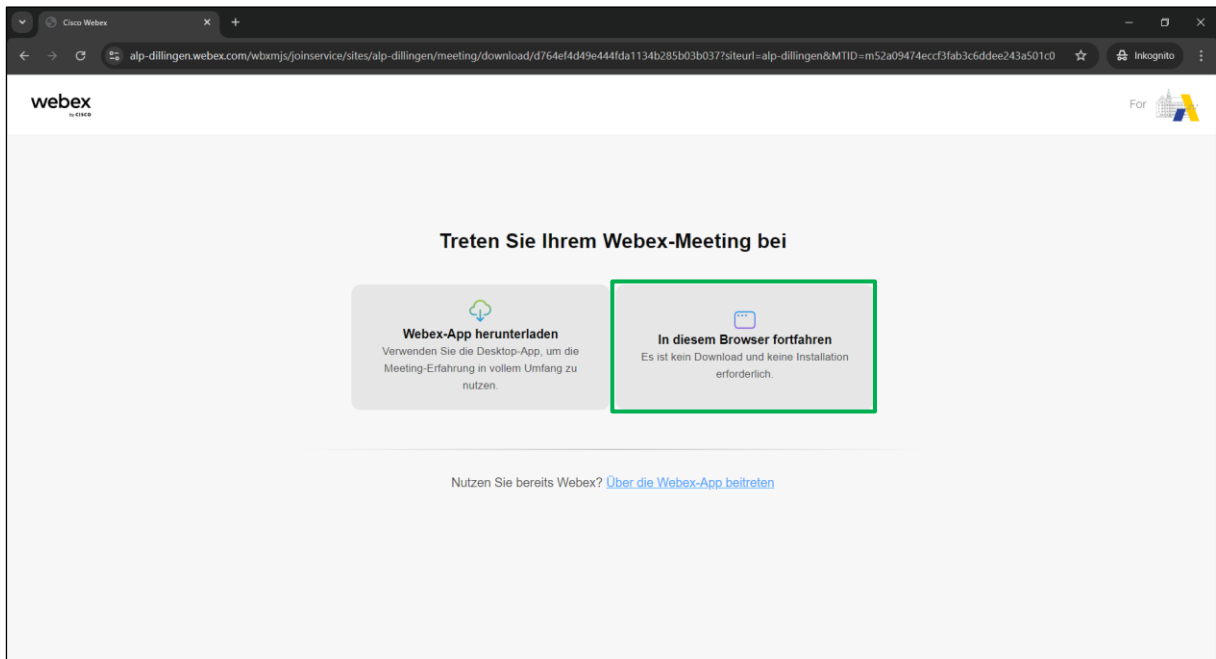 Cisco Webex
alp-dillingen.webex.com/wbxmjs/joinservice/sites/alp-dillingen/meeting/download/d764ef4d49e444fda1134b285b03b037?siteurl=alp-dillingen&MTID=m52a09474eccf3fab3c6ddee243a501c0
Inkognito
webex
by CISCO
For
Treten Sie Ihrem Webex-Meeting bei
Webex-App herunterladen
Verwenden Sie die Desktop-App, um die
Meeting-Erfahrung in vollem Umfang zu
nutzen.
In diesem Browser fortfahren
Es ist kein Download und keine Installation
erforderlich.
Nutzen Sie bereits Webex? Über die Webex-App beitreten